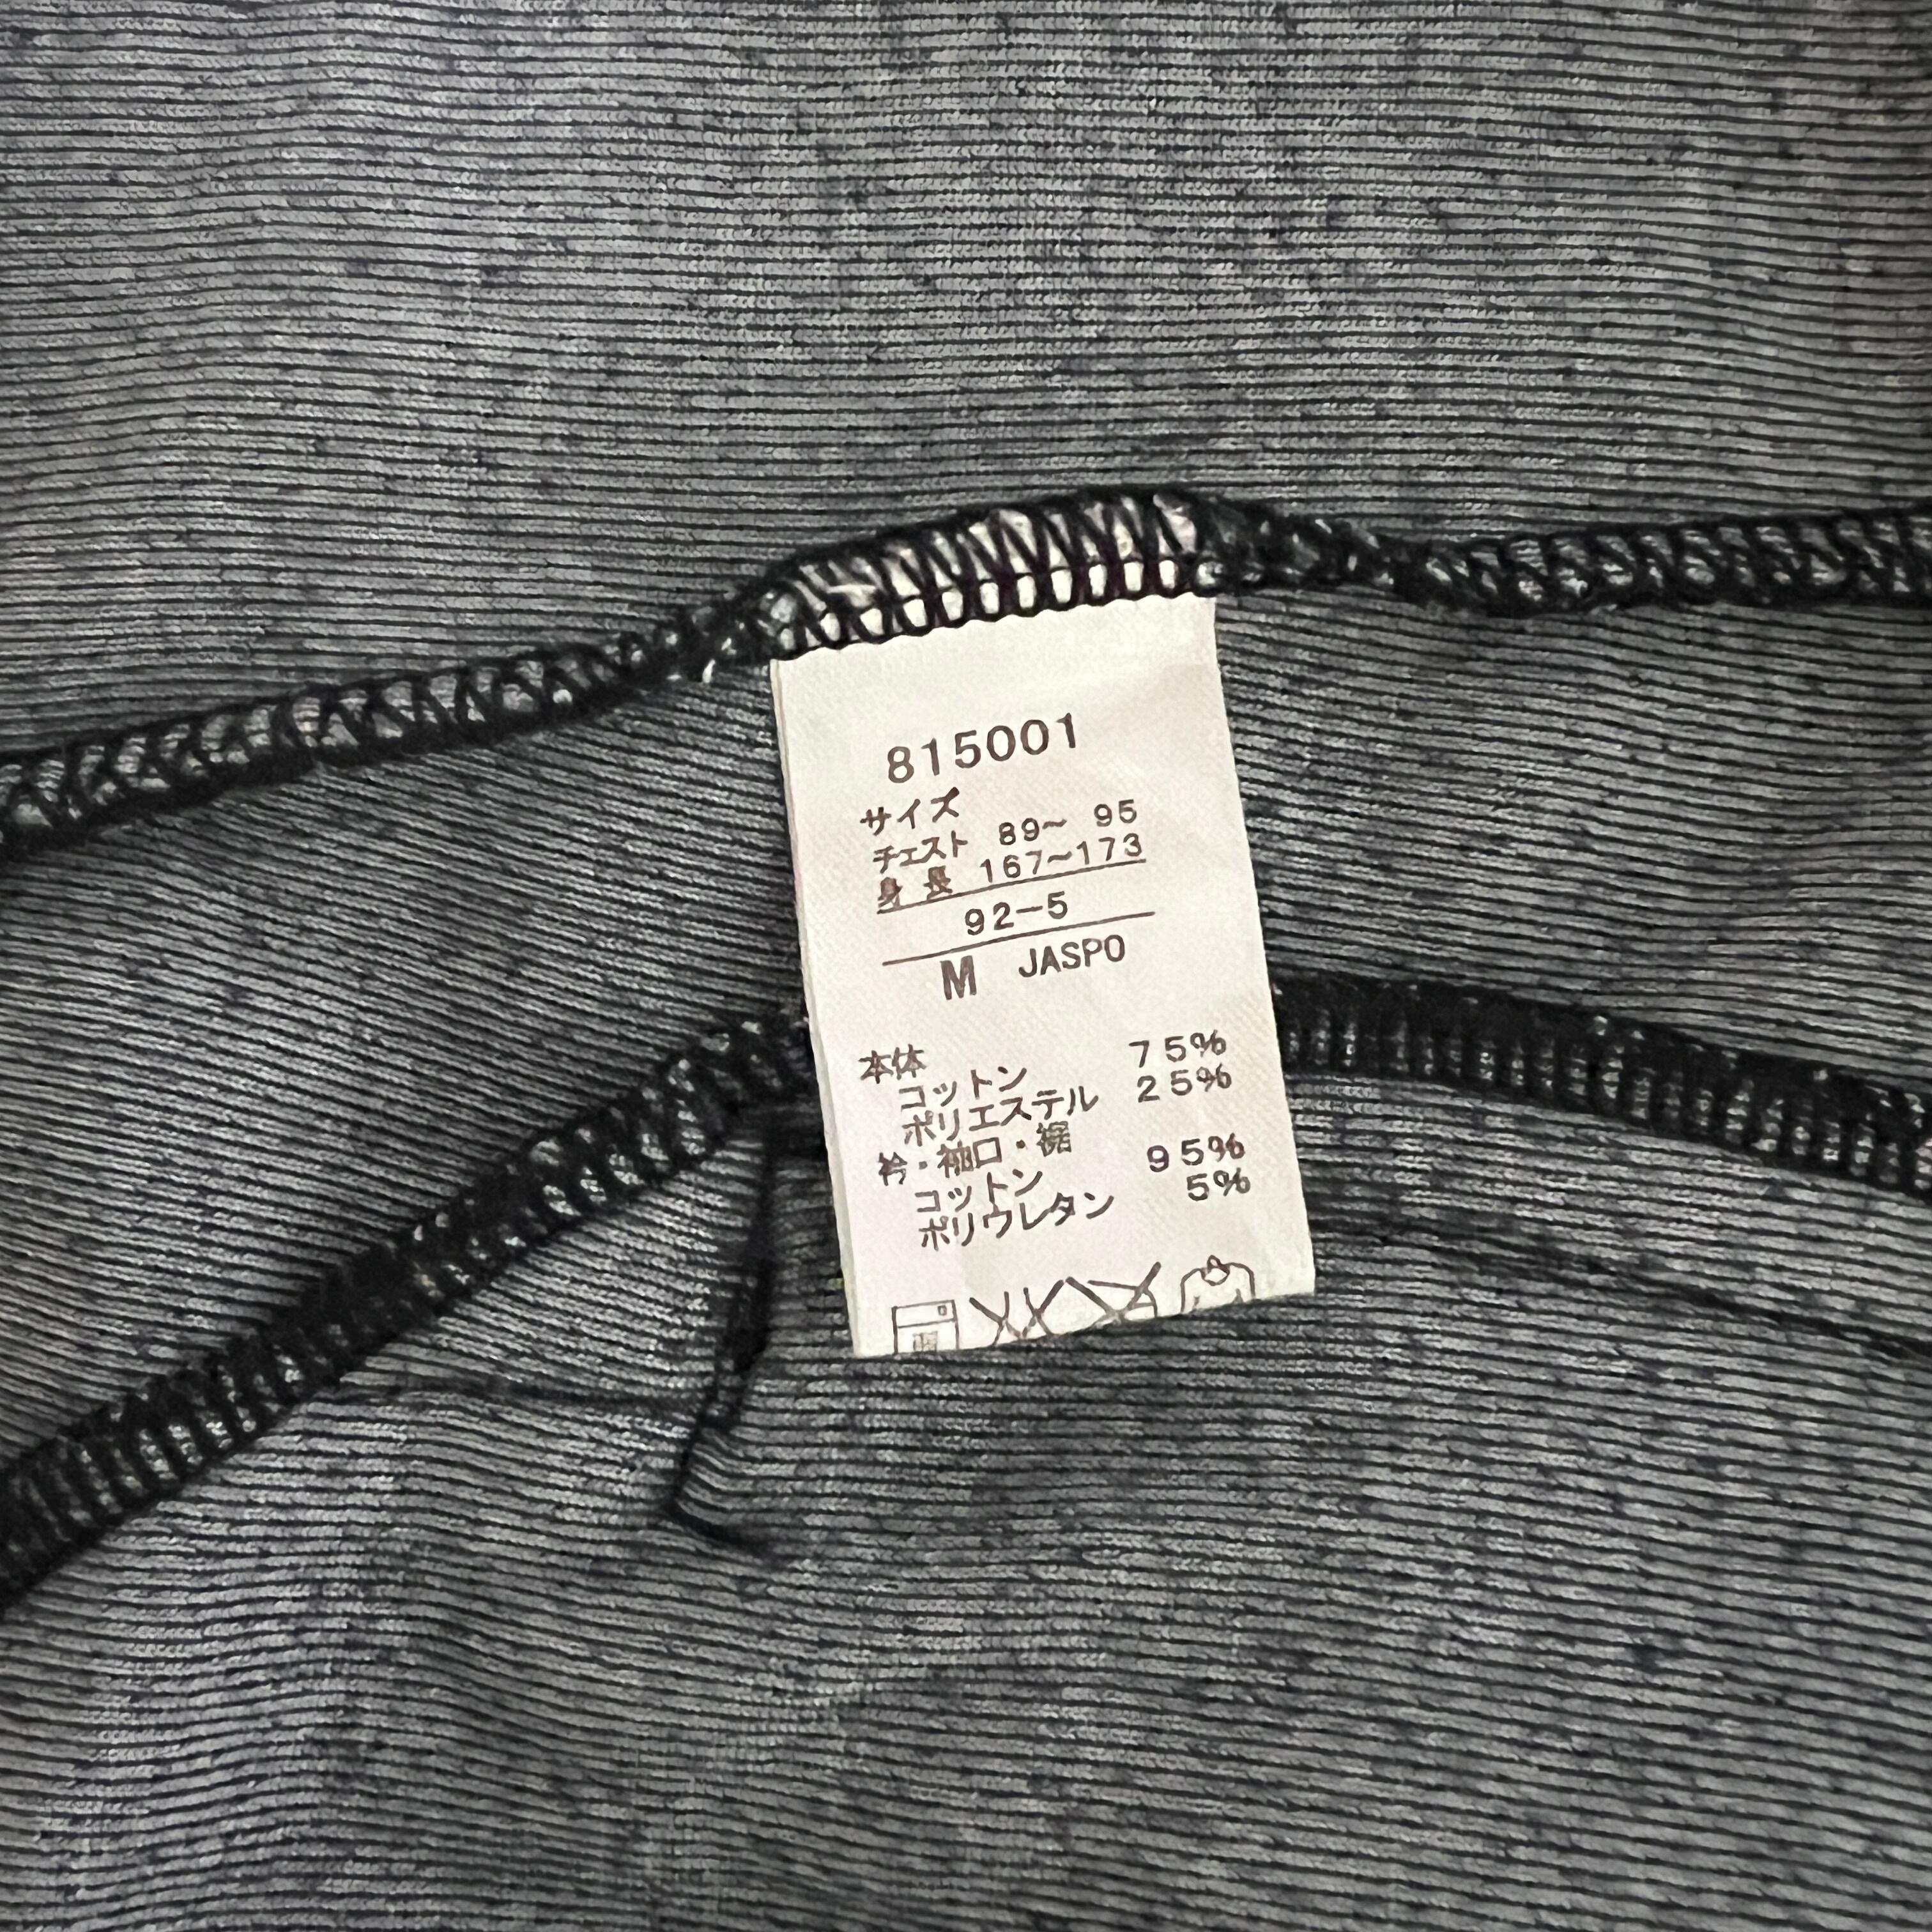 815001
サイズ
チェスト 89~ 95
身長 167~173
92-5
M JASPO
本体
コットン 75%
ポリエステル 25%
衿・袖口・裾
コットン 95%
ポリウレタン 5%